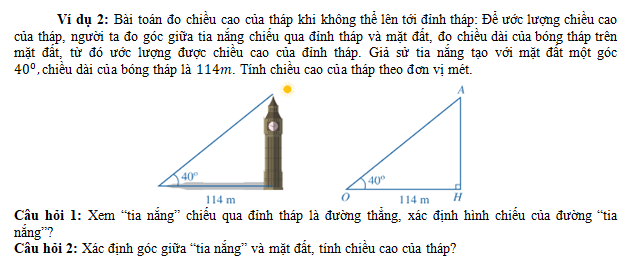 Ví dụ 2: Bài toán đo chiều cao của tháp khi không thể lên tới đỉnh tháp: Để ước lượng chiều cao
của tháp, người ta đo góc giữa tia nắng chiếu qua đỉnh tháp và mặt đất, đo chiều dài của bóng tháp trên
mặt đất, từ đó ước lượng được chiều cao của đỉnh tháp. Giả sử tia nắng tạo với mặt đất một góc
40⁰, chiều dài của bóng tháp là 114m. Tính chiều cao của tháp theo đơn vị mét.
A
40°
40°
114 m
O
114 m
H
Câu hỏi 1: Xem “tia nắng” chiếu qua đỉnh tháp là đường thẳng, xác định hình chiếu của đường “tia
nắng”?
Câu hỏi 2: Xác định góc giữa “tia nắng” và mặt đất, tính chiều cao của tháp?